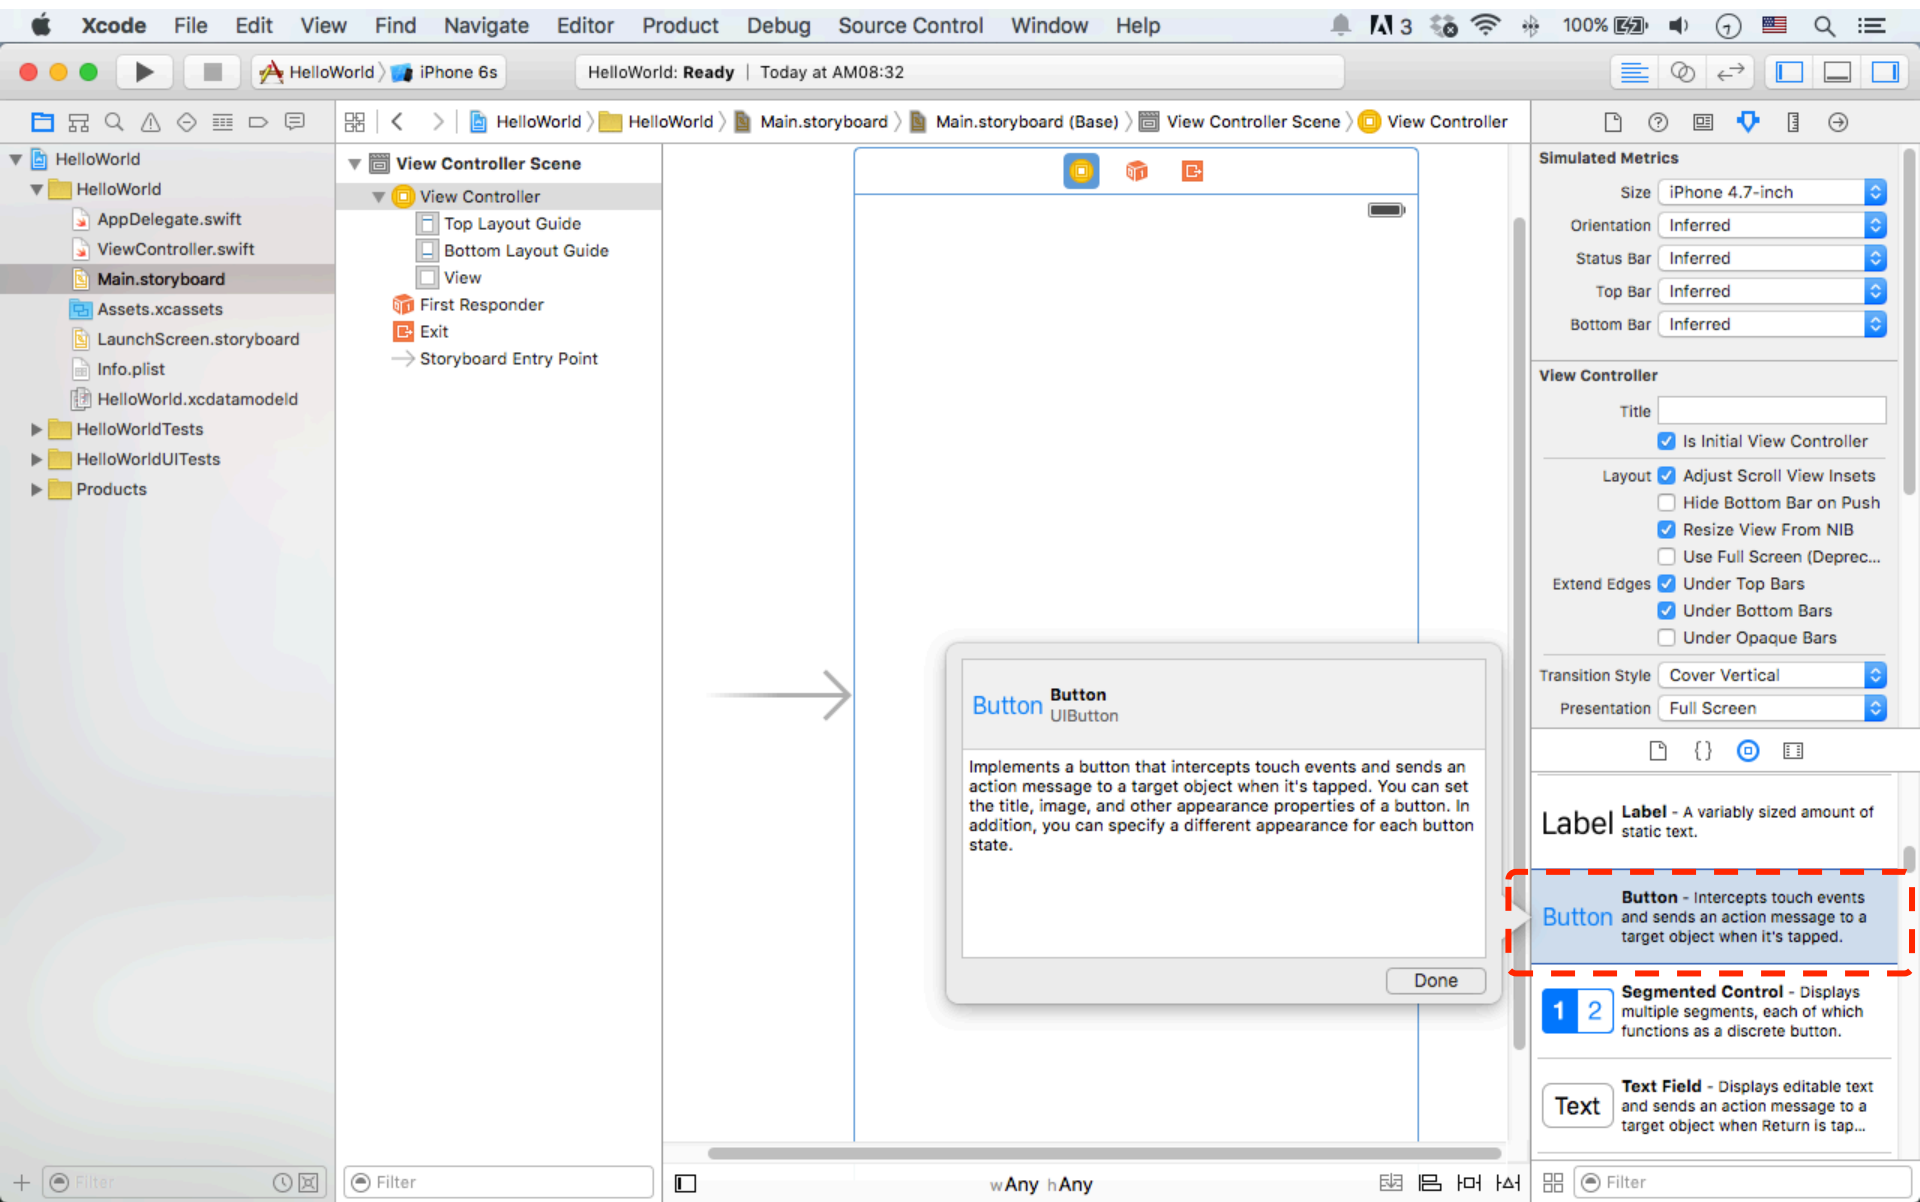 Xcode File Edit View Find Navigate Editor Product Debug Source Control Window Help 3 100%
HelloWorld iPhone 6s HelloWorld: Ready | Today at AM08:32
HelloWorld HelloWorld Main.storyboard Main.storyboard (Base) View Controller Scene View Controller
HelloWorld
HelloWorld
AppDelegate.swift
ViewController.swift
Main.storyboard
Assets.xcassets
LaunchScreen.storyboard
Info.plist
HelloWorld.xcdatamodeld
HelloWorldTests
HelloWorldUITests
Products
Filter
View Controller Scene
View Controller
Top Layout Guide
Bottom Layout Guide
View
First Responder
Exit
Storyboard Entry Point
Filter
Button Button
UIButton
Implements a button that intercepts touch events and sends an
action message to a target object when it's tapped. You can set
the title, image, and other appearance properties of a button. In
addition, you can specify a different appearance for each button
state.
Done
wAny hAny
Simulated Metrics
Size iPhone 4.7-inch
Orientation Inferred
Status Bar Inferred
Top Bar Inferred
Bottom Bar Inferred
View Controller
Title
Is Initial View Controller
Layout Adjust Scroll View Insets
Hide Bottom Bar on Push
Resize View From NIB
Use Full Screen (Deprec...
Extend Edges Under Top Bars
Under Bottom Bars
Under Opaque Bars
Transition Style Cover Vertical
Presentation Full Screen
{}
Label Label - A variably sized amount of
static text.
Button Button - Intercepts touch events
and sends an action message to a
target object when it's tapped.
1 2 Segmented Control - Displays
multiple segments, each of which
functions as a discrete button.
Text Text Field - Displays editable text
and sends an action message to a
target object when Return is tap...
Filter